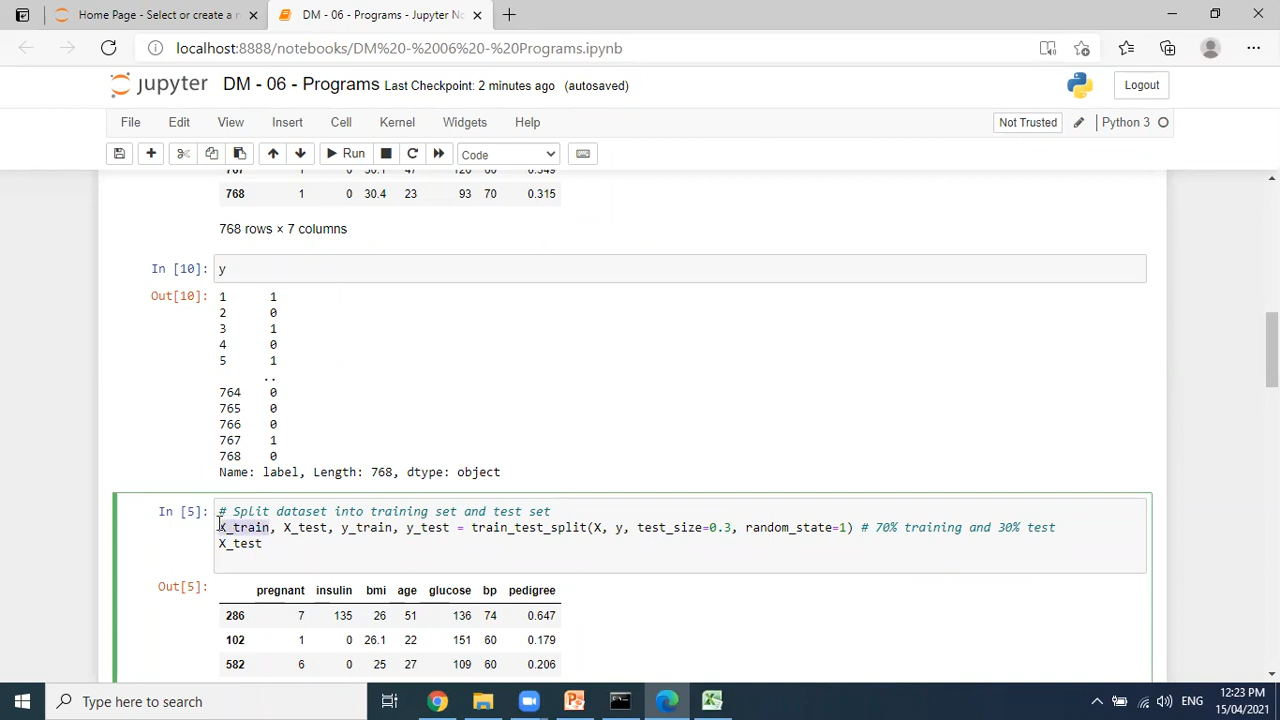 Home Page - Select or create a n
DM - 06 - Programs - Jupyter No
localhost:8888/notebooks/DM%20-%2006%20-%20Programs.ipynb
jupyter DM - 06 - Programs Last Checkpoint: 2 minutes ago (autosaved)
Logout
File Edit View Insert Cell Kernel Widgets Help
Not Trusted
Python 3
Run
Code
768 1 0 30.4 23 93 70 0.315
768 rows × 7 columns
In [10]: y
Out[10]: 1 1
2 0
3 1
4 0
5 1
..
764 0
765 0
766 0
767 1
768 0
Name: label, Length: 768, dtype: object
In [5]: # Split dataset into training set and test set
X_train, X_test, y_train, y_test = train_test_split(X, y, test_size=0.3, random_state=1) # 70% training and 30% test
X_test
Out[5]:
pregnant insulin bmi age glucose bp pedigree
286 7 135 26 51 136 74 0.647
102 1 0 26.1 22 151 60 0.179
582 6 0 25 27 109 60 0.206
Type here to search
ENG
12:23 PM
15/04/2021